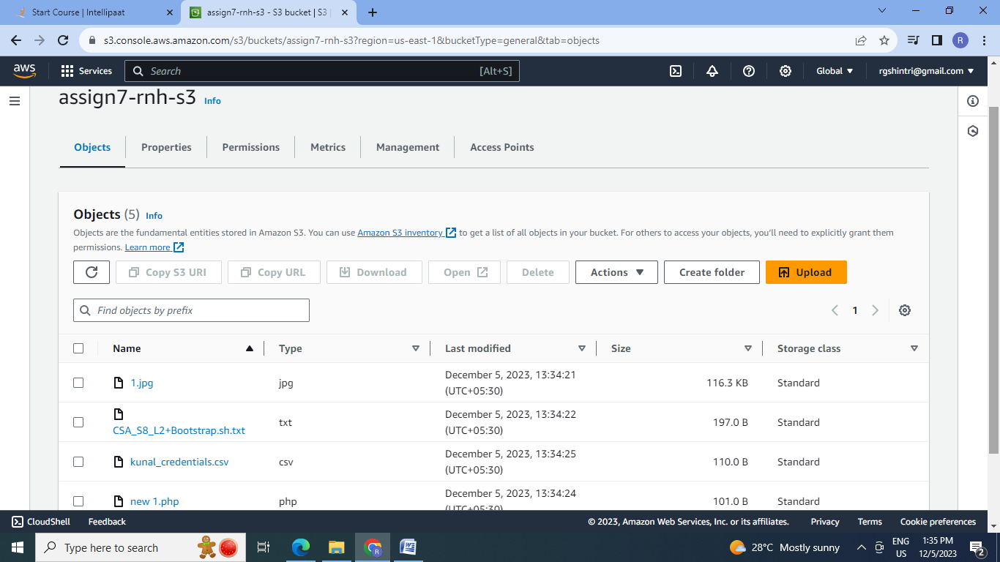 Start Course | Intellipaat
assign7-rnh-s3 - S3 bucket | S3 |
s3.console.aws.amazon.com/s3/buckets/assign7-rnh-s3?region=us-east-1&bucketType=general&tab=objects
R
aws
Services
Search
[Alt+S]
Global
rgshintri@gmail.com
assign7-rnh-s3 Info
Objects
Properties
Permissions
Metrics
Management
Access Points
Objects (5) Info
Objects are the fundamental entities stored in Amazon S3. You can use Amazon S3 inventory to get a list of all objects in your bucket. For others to access your objects, you'll need to explicitly grant them
permissions. Learn more
Copy S3 URI
Copy URL
Download
Open
Delete
Actions
Create folder
Upload
Find objects by prefix
1
Name
Type
Last modified
Size
Storage class
1.jpg
jpg
December 5, 2023, 13:34:21
(UTC+05:30)
116.3 KB
Standard
CSA_S8_L2+Bootstrap.sh.txt
txt
December 5, 2023, 13:34:22
(UTC+05:30)
197.0 B
Standard
kunal_credentials.csv
csv
December 5, 2023, 13:34:25
(UTC+05:30)
110.0 B
Standard
new 1.php
php
December 5, 2023, 13:34:24
(UTC+05:30)
101.0 B
Standard
CloudShell
Feedback
© 2023, Amazon Web Services, Inc. or its affiliates.
Privacy
Terms
Cookie preferences
Type here to search
28°C Mostly sunny
ENG
US
1:35 PM
12/5/2023
2